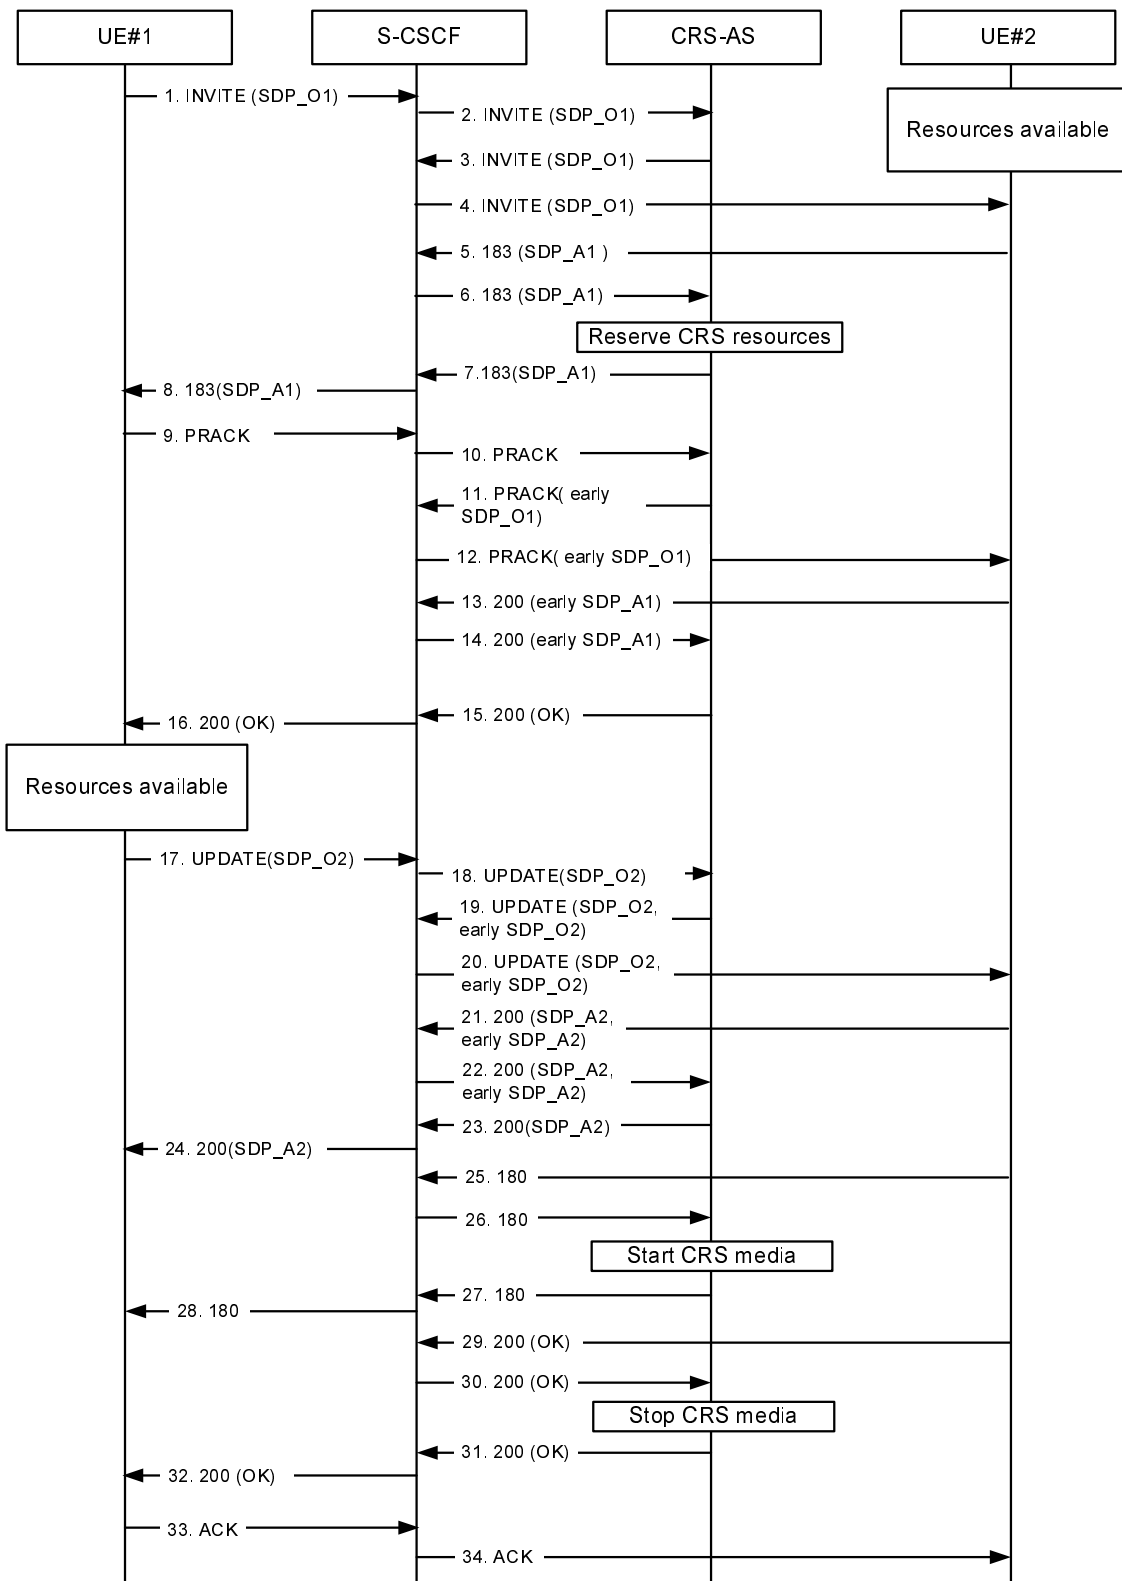 UE#1
S-CSCF
CRS-AS
UE#2
1. INVITE (SDP_O1)
2. INVITE (SDP_O1)
Resources available
3. INVITE (SDP_O1)
4. INVITE (SDP_O1)
5. 183 (SDP_A1 )
6. 183 (SDP_A1)
Reserve CRS resources
7.183(SDP_A1)
8. 183(SDP_A1)
9. PRACK
10. PRACK
11. PRACK( early
SDP_O1)
12. PRACK( early SDP_O1)
13. 200 (early SDP_A1)
14. 200 (early SDP_A1)
15. 200 (OK)
16. 200 (OK)
Resources available
17. UPDATE(SDP_O2)
18. UPDATE(SDP_O2)
19. UPDATE (SDP_O2,
early SDP_O2)
20. UPDATE (SDP_O2,
early SDP_O2)
21. 200 (SDP_A2,
early SDP_A2)
22. 200 (SDP_A2,
early SDP_A2)
23. 200(SDP_A2)
24. 200(SDP_A2)
25. 180
26. 180
Start CRS media
27. 180
28. 180
29. 200 (OK)
30. 200 (OK)
Stop CRS media
31. 200 (OK)
32. 200 (OK)
33. ACK
34. ACK